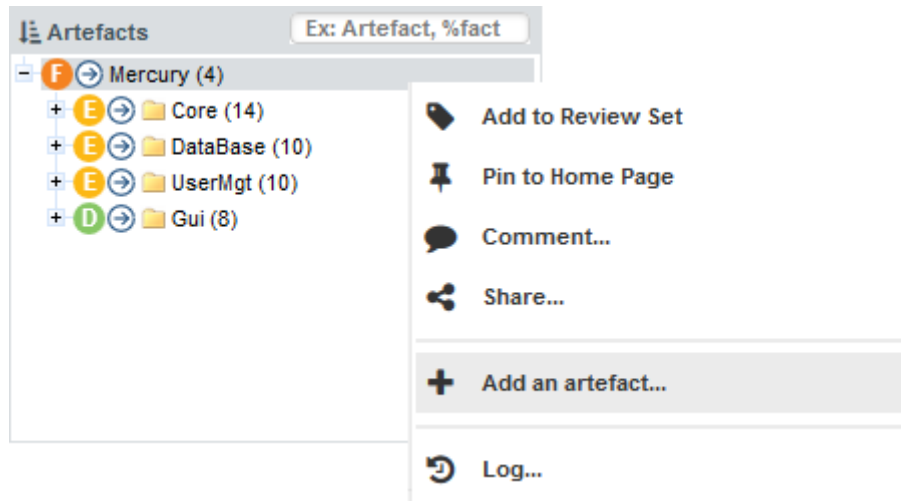 Artefacts
Ex: Artefact, %fact
F Mercury (4)
E Core (14)
E DataBase (10)
E UserMgt (10)
D Gui (8)
Add to Review Set
Pin to Home Page
Comment...
Share...
Add an artefact...
Log...